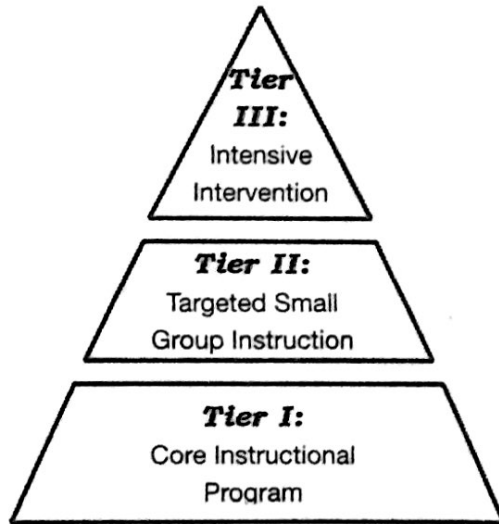 Tier
III:
Intensive
Intervention
Tier II:
Targeted Small
Group Instruction
Tier I:
Core Instructional
Program